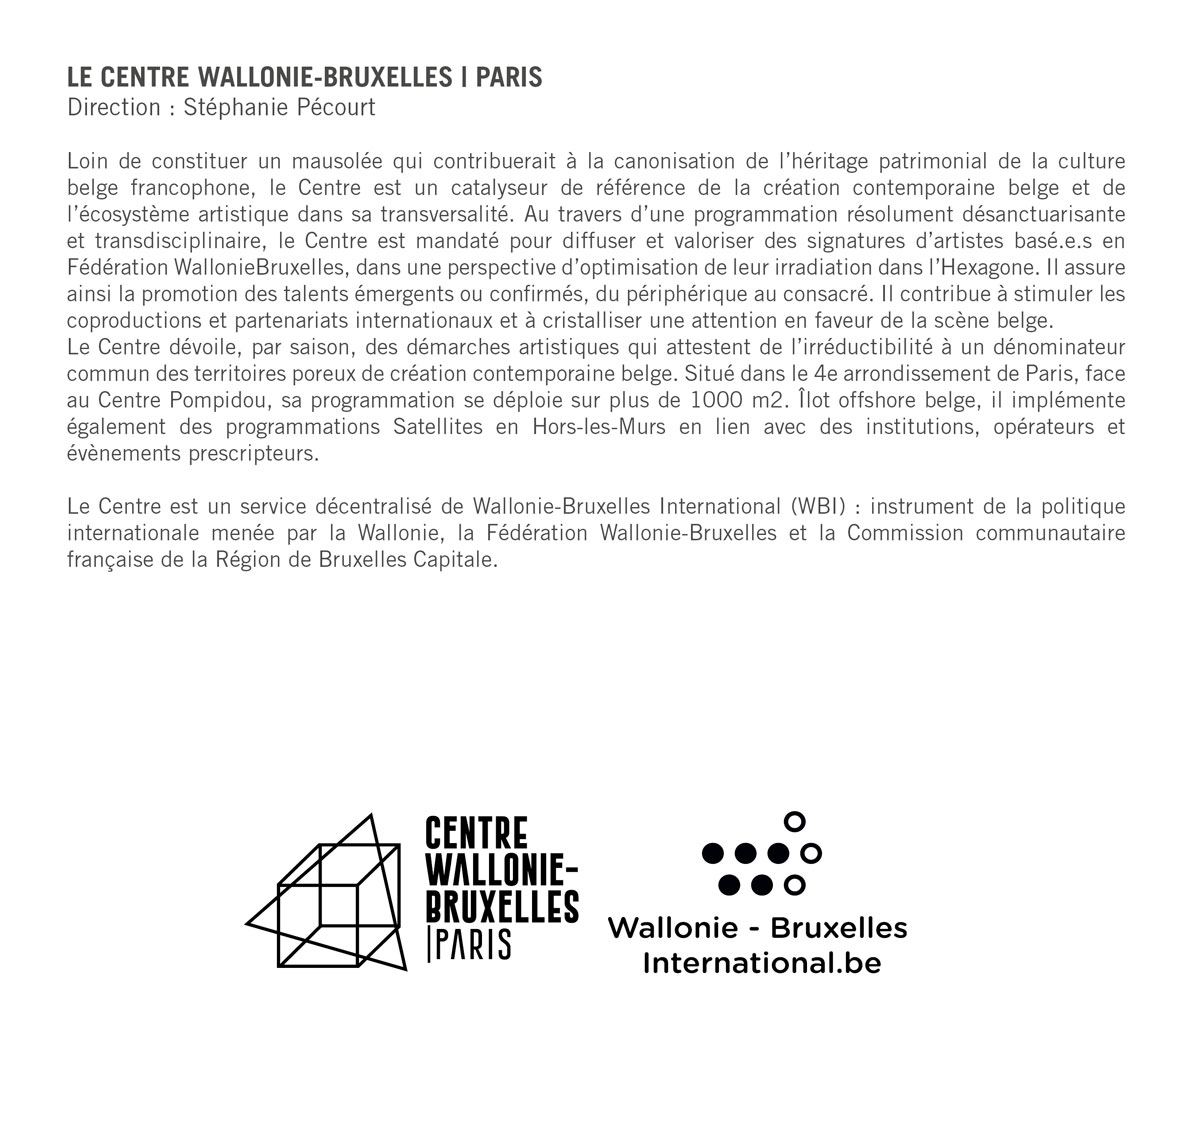 LE CENTRE WALLONIE-BRUXELLES | PARIS
Direction : Stéphanie Pécourt
Loin de constituer un mausolée qui contribuerait à la canonisation de l’héritage patrimonial de la culture
belge francophone, le Centre est un catalyseur de référence de la création contemporaine belge et de
l’écosystème artistique dans sa transversalité. Au travers d’une programmation résolument désanctuarisante
et transdisciplinaire, le Centre est mandaté pour diffuser et valoriser des signatures d’artistes basé.e.s en
Fédération WallonieBruxelles, dans une perspective d’optimisation de leur irradiation dans l’Hexagone. Il assure
ainsi la promotion des talents émergents ou confirmés, du périphérique au consacré. Il contribue à stimuler les
coproductions et partenariats internationaux et à cristalliser une attention en faveur de la scène belge.
Le Centre dévoile, par saison, des démarches artistiques qui attestent de l’irréductibilité à un dénominateur
commun des territoires poreux de création contemporaine belge. Situé dans le 4e arrondissement de Paris, face
au Centre Pompidou, sa programmation se déploie sur plus de 1000 m2. Îlot offshore belge, il implémente
également des programmations Satellites en Hors-les-Murs en lien avec des institutions, opérateurs et
évènements prescripteurs.
Le Centre est un service décentralisé de Wallonie-Bruxelles International (WBI) : instrument de la politique
internationale menée par la Wallonie, la Fédération Wallonie-Bruxelles et la Commission communautaire
française de la Région de Bruxelles Capitale.
CENTRE
WALLONIE-
BRUXELLES
|PARIS
Wallonie - Bruxelles
International.be